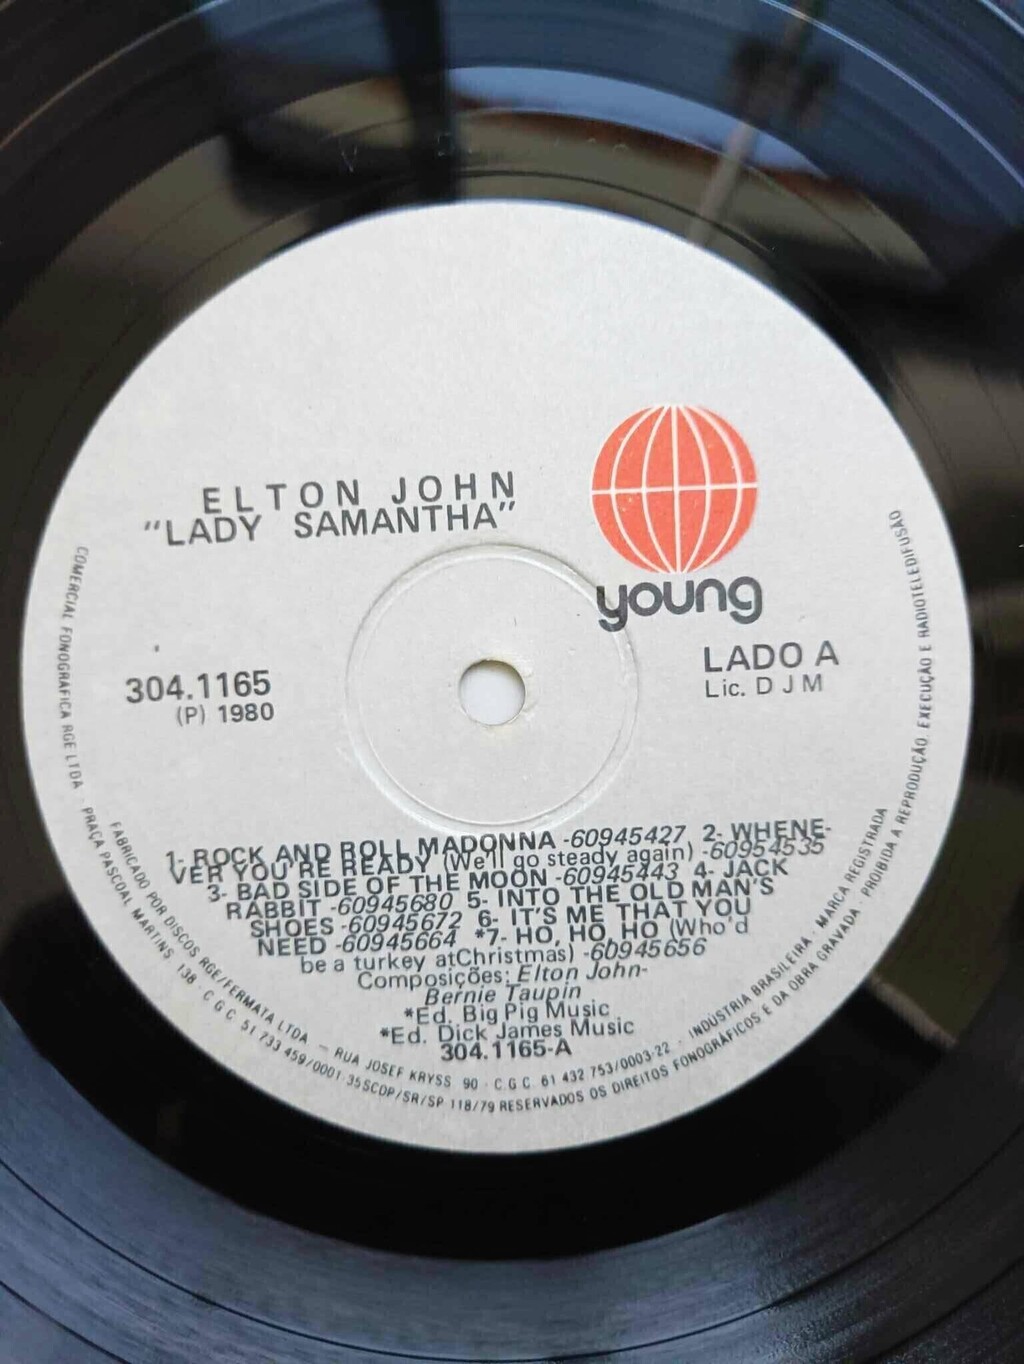 ELTON JOHN
"LADY SAMANTHA"
young
304.1165
(P) 1980
LADO A
Lic. D J M
1- ROCK AND ROLL MADONNA -60945427 2- WHENE-
VER YOU'RE READY (We'll go steady again) -60954535
3- BAD SIDE OF THE MOON -60945443 4- JACK
RABBIT -60945680 5- INTO THE OLD MAN'S
SHOES -60945672 6- IT'S ME THAT YOU
NEED -60945664 *7- HO, HO, HO (Who'd
be a turkey atChristmas) -60945656
Composições: Elton John-
Bernie Taupin
*Ed. Big Pig Music
*Ed. Dick James Music
304.1165-A
COMERCIAL FONOGRÁFICA RGE LTDA · PRAÇA PASCOAL MARTINS, 138 · C G C. 51 733 459/0001·35SCDP/SR/SP 118/79 RESERVADOS OS DIREITOS FONOGRÁFICOS E DA OBRA GRAVADA · PROIBIDA A REPRODUÇÃO, EXECUÇÃO E RADIOTELEDIFUSÃO
FABRICADO POR DISCOS RGE/FERMATA LTDA — RUA JOSEF KRYSS 90 · C.G.C. 61 432 753/0003·22 · INDÚSTRIA BRASILEIRA . MARCA REGISTRADA